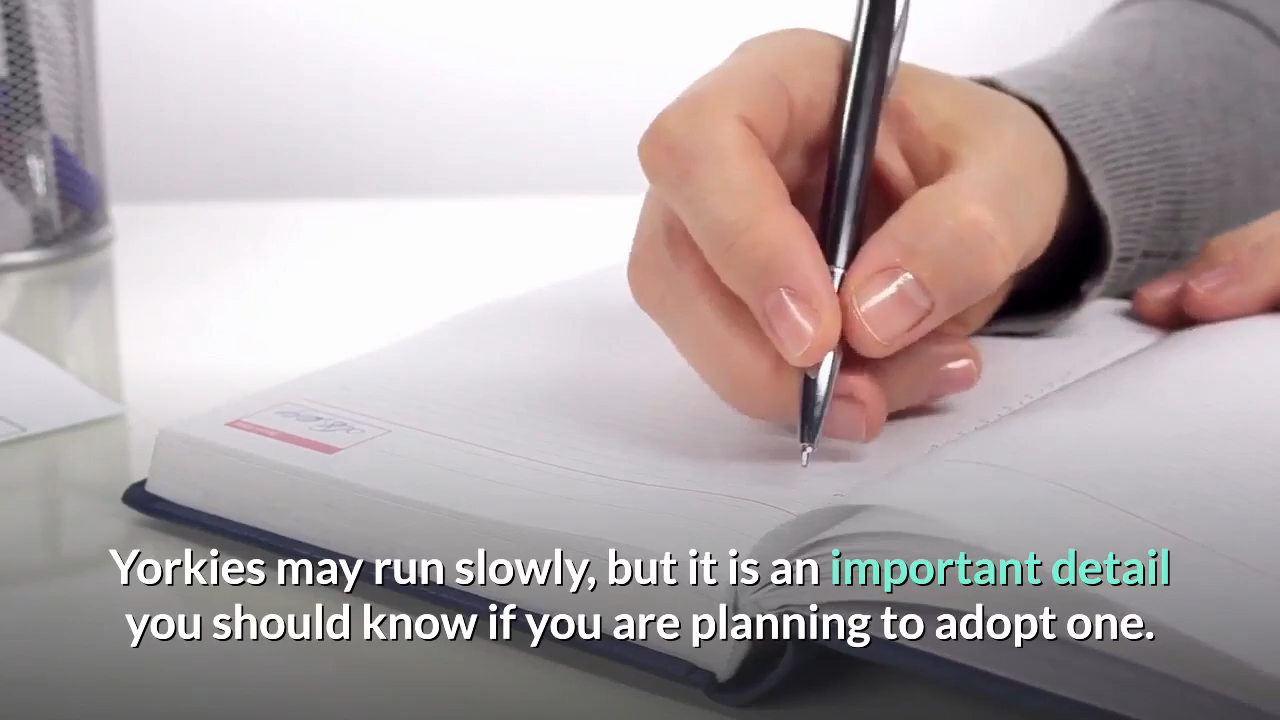 Yorkies may run slowly, but it is an important detail
you should know if you are planning to adopt one.